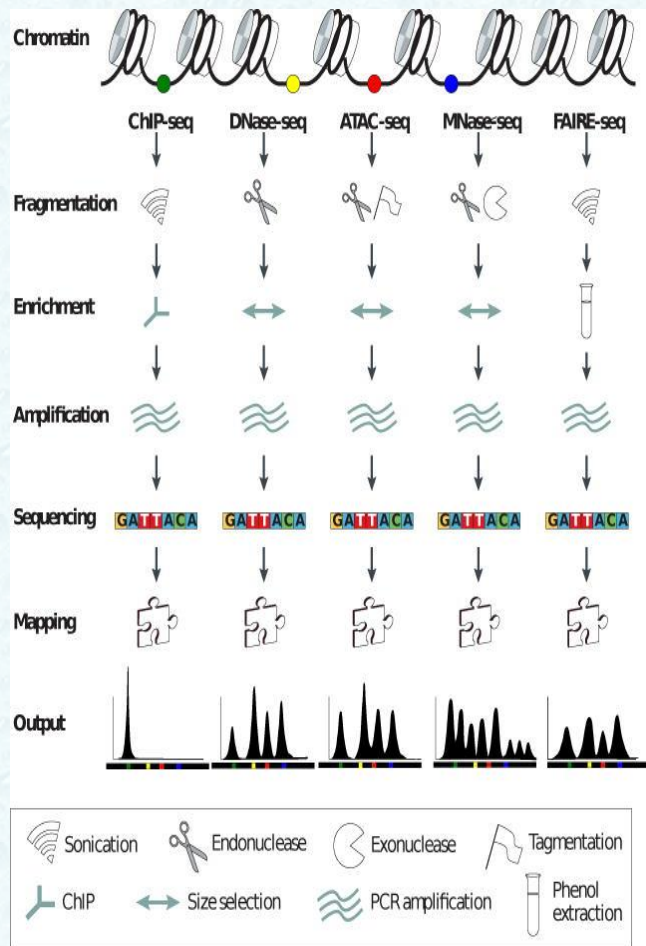 Chromatin
ChIP-seq DNase-seq ATAC-seq MNase-seq FAIRE-seq
Fragmentation
Enrichment
Amplification
Sequencing GATTACA GATTACA GATTACA GATTACA GATTACA
Mapping
Output
Sonication Endonuclease Exonuclease Tagmentation
ChIP Size selection PCR amplification Phenol extraction